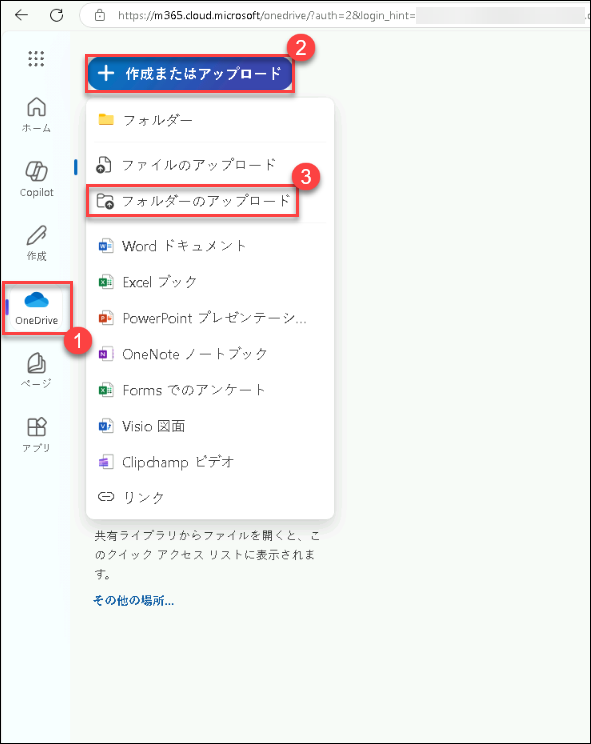 https://m365.cloud.microsoft/onedrive/?auth=2&login_hint=
2
+ 作成またはアップロード
ホーム
Copilot
作成
OneDrive
1
ページ
アプリ
フォルダー
ファイルのアップロード
3
フォルダーのアップロード
Word ドキュメント
Excel ブック
PowerPoint プレゼンテーシ...
OneNote ノートブック
Forms でのアンケート
Visio 図面
Clipchamp ビデオ
リンク
共有ライブラリからファイルを開くと、こ
のクイック アクセス リストに表示されま
す。
その他の場所...